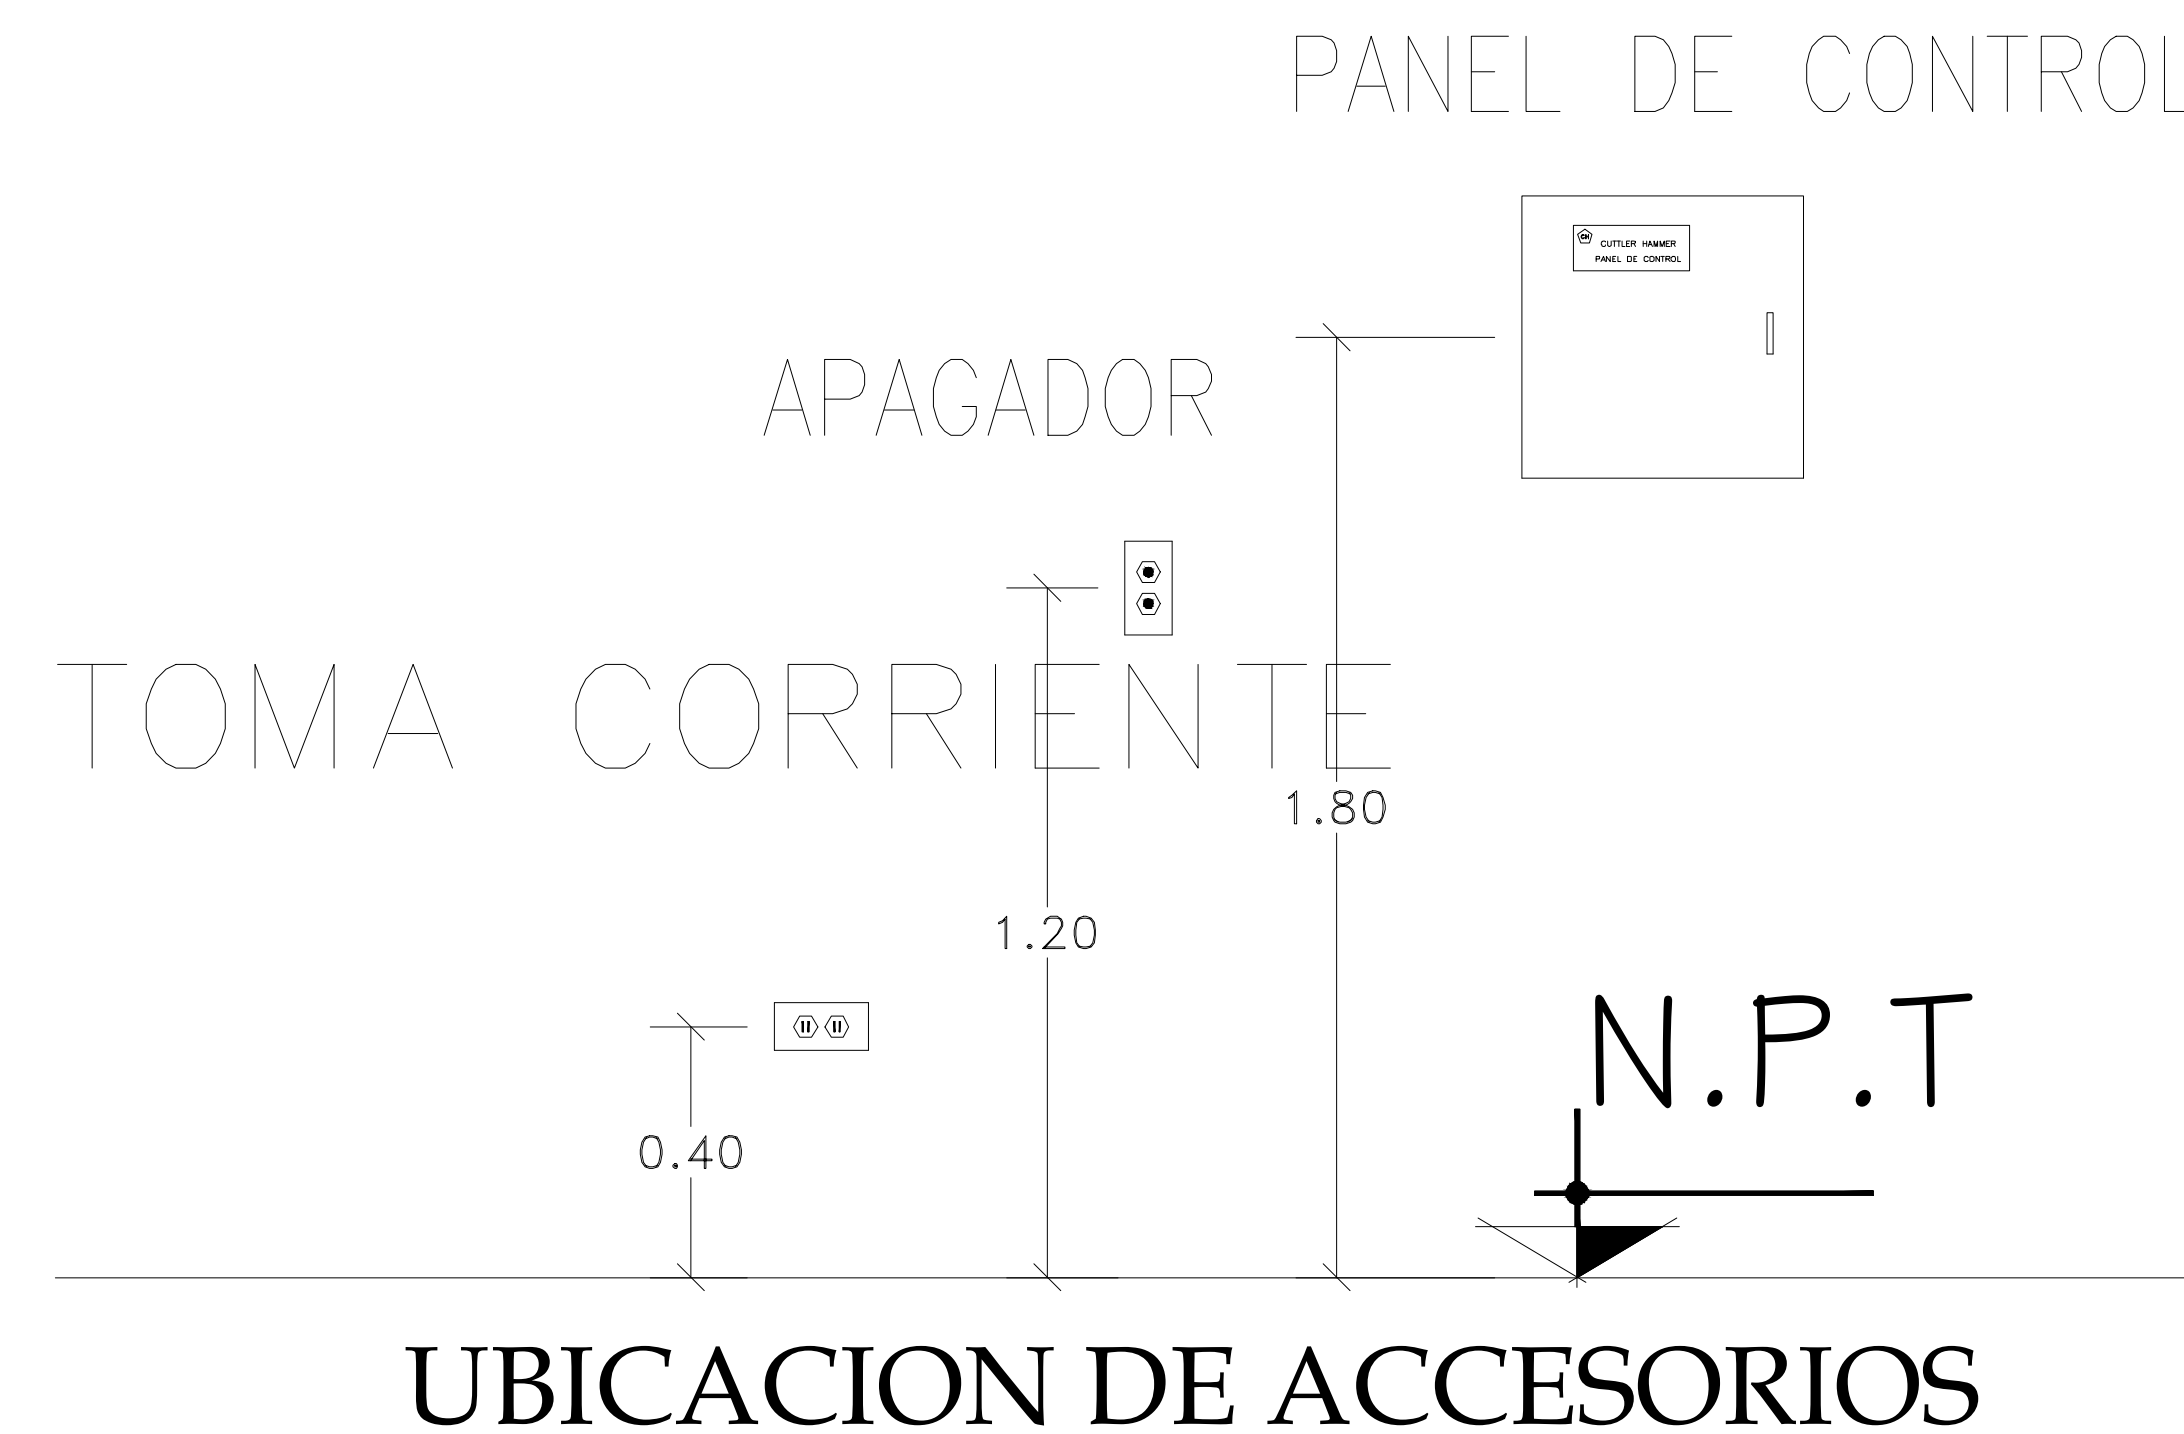 PANEL DE CONTROL
CH
CUTTLER HAMMER
PANEL DE CONTROL
APAGADOR
TOMA CORRIENTE
1.80
1.20
N.P.T
0.40
UBICACION DE ACCESORIOS